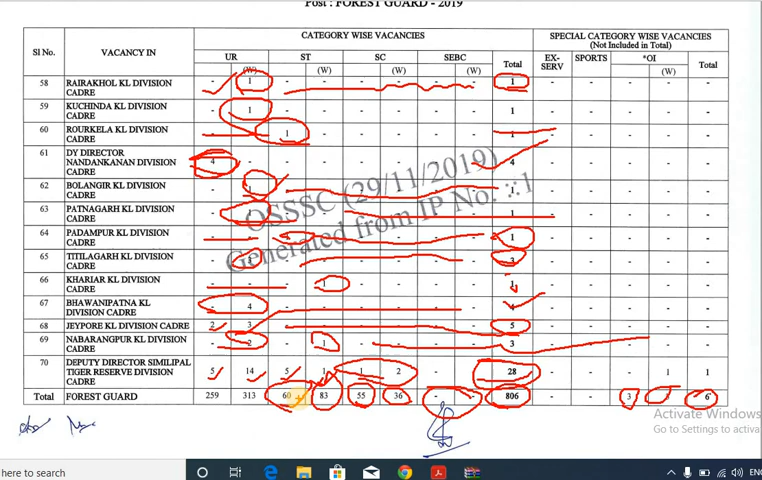 Post : FOREST GUARD - 2019
Sl No. VACANCY IN CATEGORY WISE VACANCIES SPECIAL CATEGORY WISE VACANCIES
(Not Included in Total)
UR ST SC SEBC Total EX-SERV SPORTS *OI Total
(W) (W) (W) (W) (W)
58 RAIRAKHOL KL DIVISION CADRE - 1 - - - - - - 1 - - - - -
59 KUCHINDA KL DIVISION CADRE - 1 - - - - - - 1 - - - - -
60 ROURKELA KL DIVISION CADRE - - 1 - - - - - 1 - - - - -
61 DY DIRECTOR NANDANKANAN DIVISION CADRE 4 - - - - - - - 4 - - - - -
62 BOLANGIR KL DIVISION CADRE - - - - - - - 1 - - - - -
63 PATNAGARH KL DIVISION CADRE - - - - - - - 1 - - - - -
64 PADAMPUR KL DIVISION CADRE - - - - - - - 1 - - - - -
65 TITILAGARH KL DIVISION CADRE - - - - - - - 3 - - - - -
66 KHARIAR KL DIVISION CADRE - - - 1 - - - - 1 - - - - -
67 BHAWANIPATNA KL DIVISION CADRE - 4 - - - - - - 4 - - - - -
68 JEYPORE KL DIVISION CADRE 2 3 - - - - - - 5 - - - - -
69 NABARANGPUR KL DIVISION CADRE - 2 - 1 - - - - 3 - - - - -
70 DEPUTY DIRECTOR SIMILIPAL TIGER RESERVE DIVISION CADRE 5 14 5 1 1 2 - - 28 - - - 1 1
Total FOREST GUARD 259 313 60 83 55 36 - - 806 - - 3 6
OSSSC (29/11/2019)
Generated from IP No. ::1
Activate Windows
Go to Settings to activa
here to search
ENG